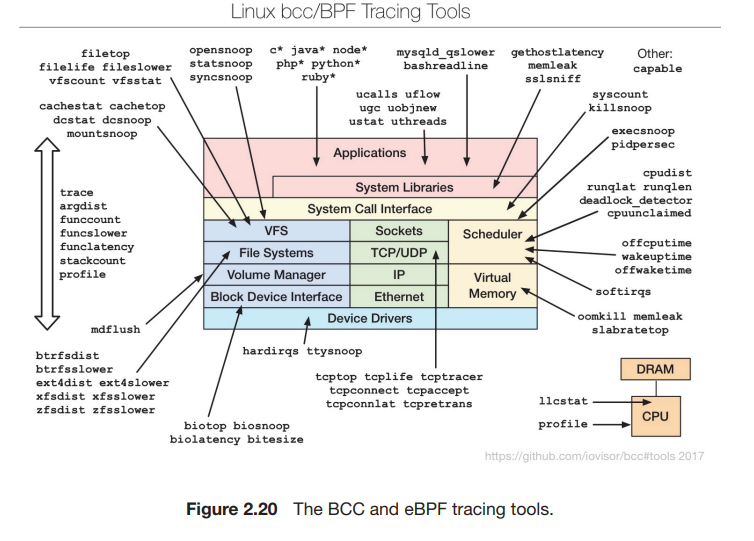 Linux bcc/BPF Tracing Tools
filetop
filelife fileslower
vfscount vfsstat
opensnoop
statsnoop
syncsnoop
c* java* node*
php* python*
ruby*
mysqld_qslower
bashreadline
gethostlatency
memleak
sslsniff
Other:
capable
cachestat cachetop
dcstat dcsnoop
mountsnoop
ucalls uflow
ugc uobjnew
ustat uthreads
syscount
killsnoop
execsnoop
pidpersec
trace
argdist
funccount
funcslower
funclatency
stackcount
profile
Applications
System Libraries
System Call Interface
VFS
Sockets
Scheduler
File Systems
TCP/UDP
Volume Manager
IP
Virtual
Memory
Block Device Interface
Ethernet
Device Drivers
cpudist
runqlat runqlen
deadlock_detector
cpuunclaimed
offcputime
wakeuptime
offwaketime
softirqs
oomkill memleak
slabratetop
mdflush
hardirqs ttysnoop
btrfsdist
btrfsslower
ext4dist ext4slower
xfsdist xfsslower
zfsdist zfsslower
tcptop tcplife tcptracer
tcpconnect tcpaccept
tcpconnlat tcpretrans
biotop biosnoop
biolatency bitesize
DRAM
llcstat
CPU
profile
https://github.com/iovisor/bcc#tools 2017
Figure 2.20 The BCC and eBPF tracing tools.